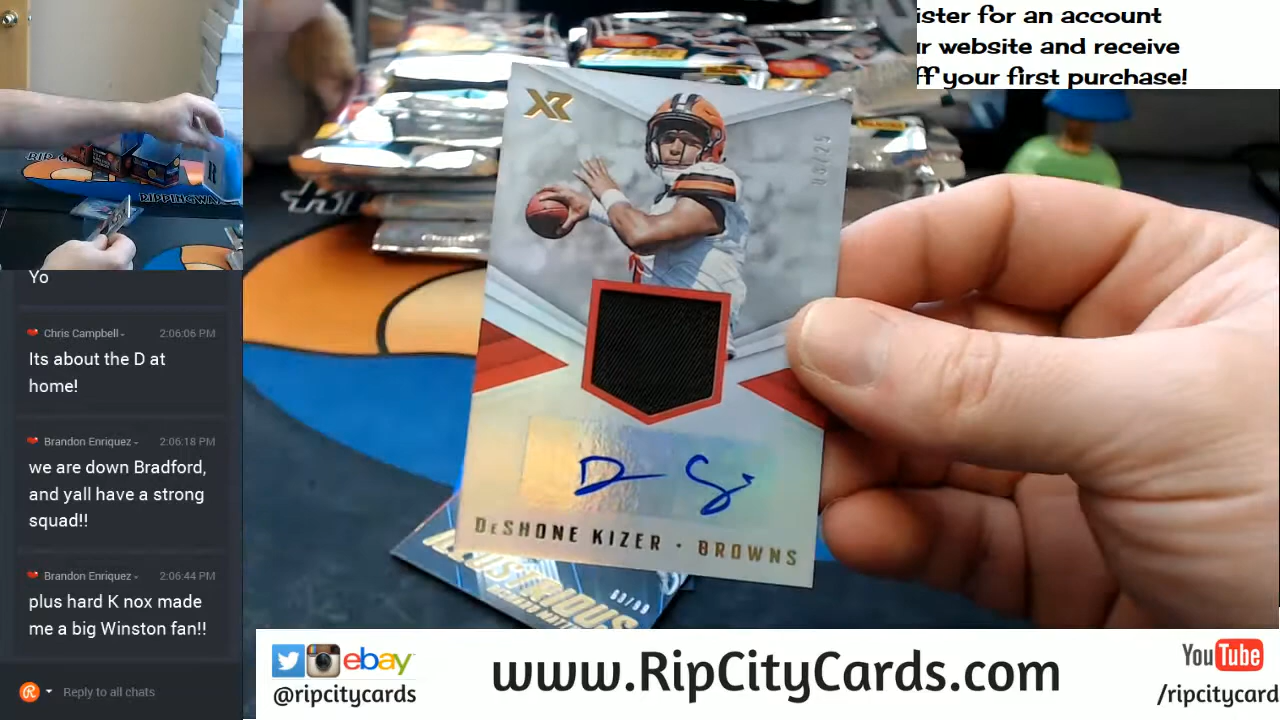 ister for an account
r website and receive
ff your first purchase!
Yo
Chris Campbell - 2:06:06 PM
Its about the D at
home!
Brandon Enriquez - 2:06:18 PM
we are down Bradford,
and yall have a strong
squad!!
Brandon Enriquez - 2:06:44 PM
plus hard K nox made
me a big Winston fan!!
Reply to all chats
XR
DESHONE KIZER · BROWNS
ILLUSTRIOUS
63/99
ebay
@ripcitycards
www.RipCityCards.com
YouTube
/ripcitycard